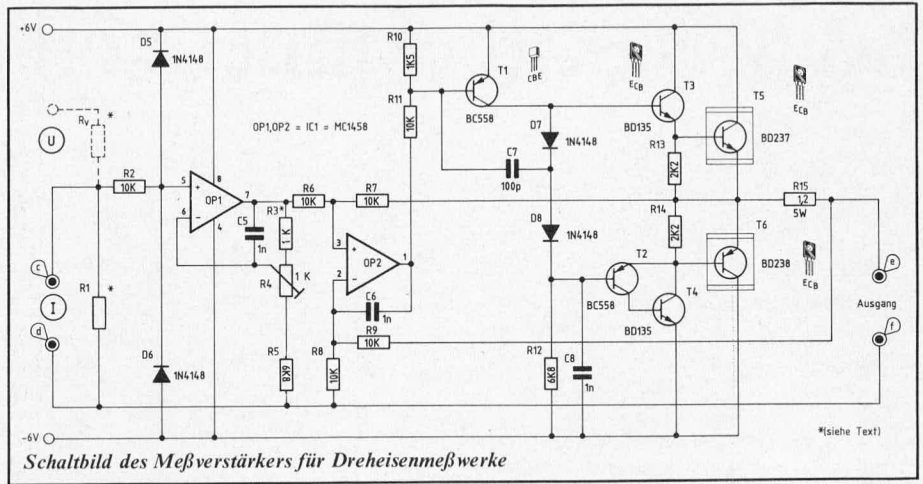 +6V
D5
1N4148
R10
1K5
R11
10K
T1
CBE
BC558
ECB
T3
BD135
T5
ECB
BD237
OP1,OP2 = IC1 = MC1458
*
Rv
U
R2
10K
5
+
8
OP1
7
6
-
4
C5
1n
R6
10K
R7
10K
R3*
1 K
D7
1N4148
C7
100p
R13
2K2
R15
1,2
5W
R14
2K2
D8
1N4148
T6
BD238
ECB
c
I
d
R1
*
R4
1 K
3
+
OP2
1
2
-
C6
1n
R9
10K
T2
BC558
T4
BD135
e
Ausgang
f
D6
1N4148
R5
R8
10K
R12
6K8
C8
1n
-6V
*(siehe Text)
Schaltbild des Meßverstärkers für Dreheisenmeßwerke